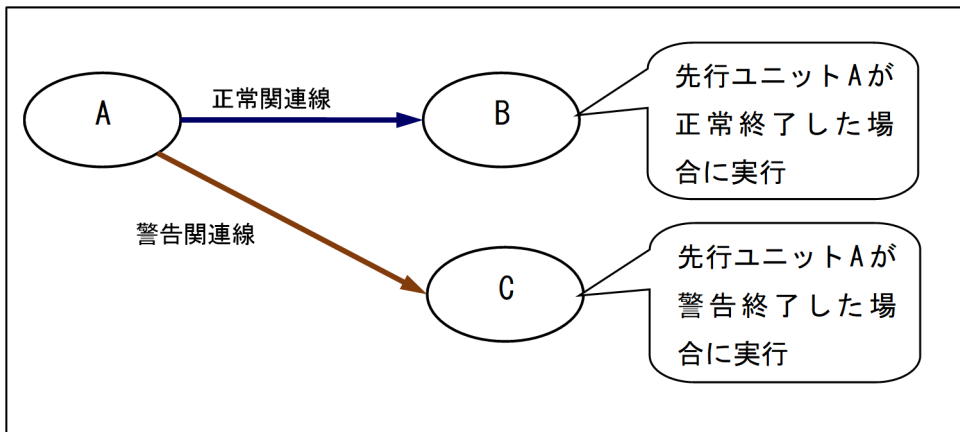 A
正常関連線
B
先行ユニットAが
正常終了した場
合に実行
警告関連線
C
先行ユニットAが
警告終了した場
合に実行